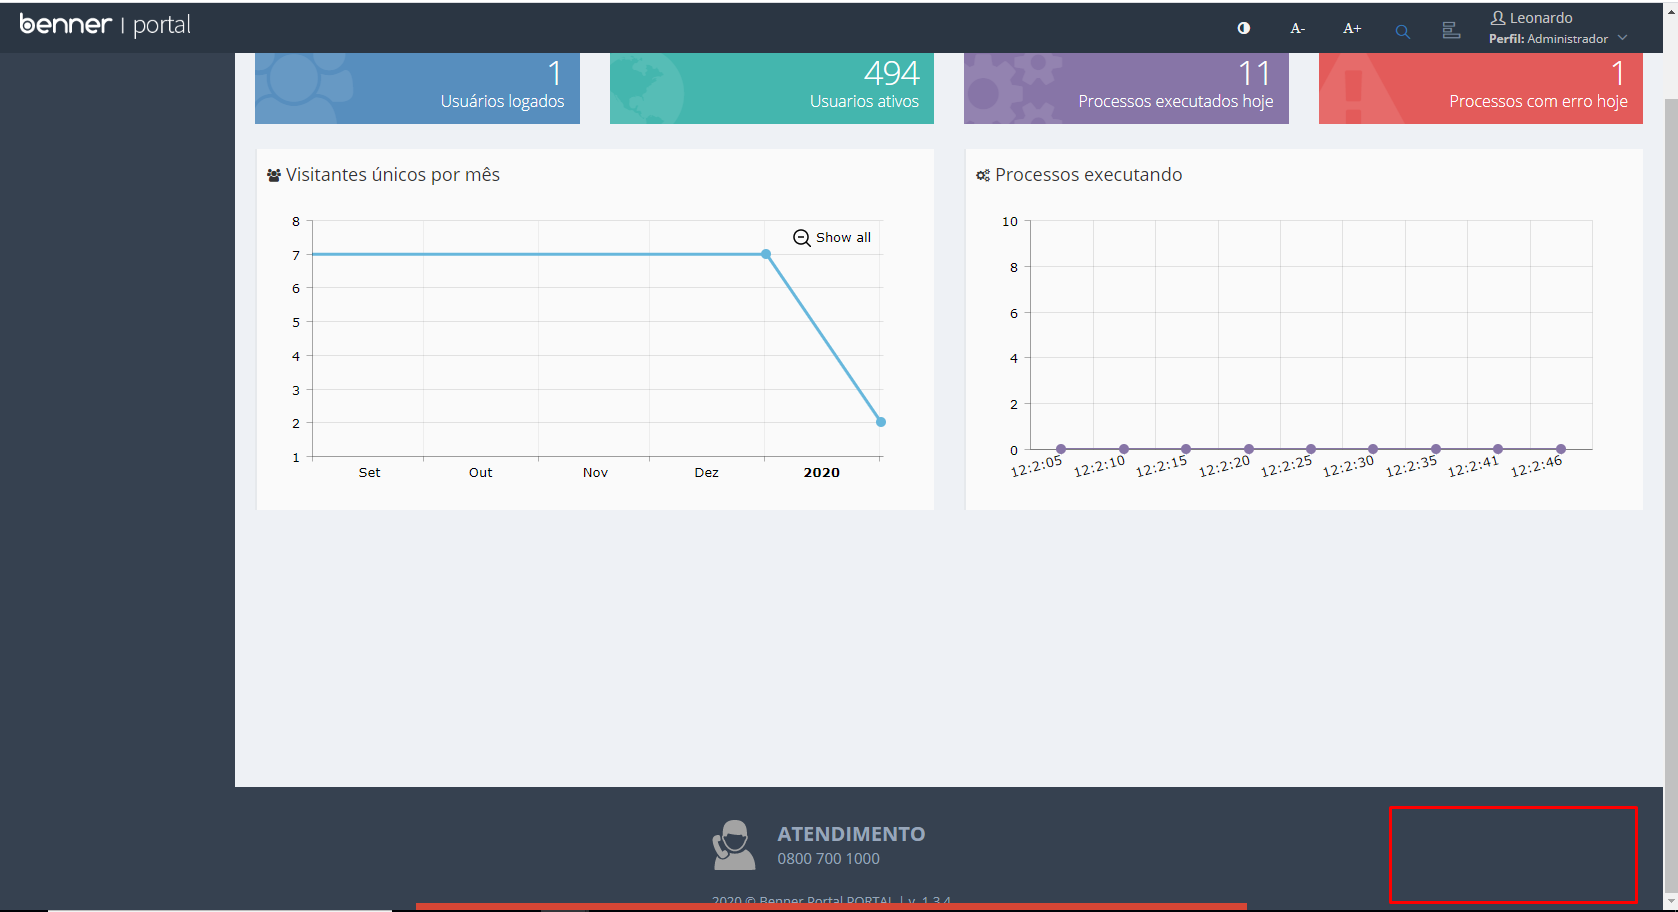 benner | portal
A-
A+
Leonardo
Perfil: Administrador
1
Usuários logados
494
Usuarios ativos
11
Processos executados hoje
1
Processos com erro hoje
Visitantes únicos por mês
Show all
8
7
6
5
4
3
2
1
Set Out Nov Dez 2020
Processos executando
10
8
6
4
2
0
12:2:05 12:2:10 12:2:15 12:2:20 12:2:25 12:2:30 12:2:35 12:2:41 12:2:46
ATENDIMENTO
0800 700 1000
2020 © Benner Portal PORTAL | v. 1.3.4